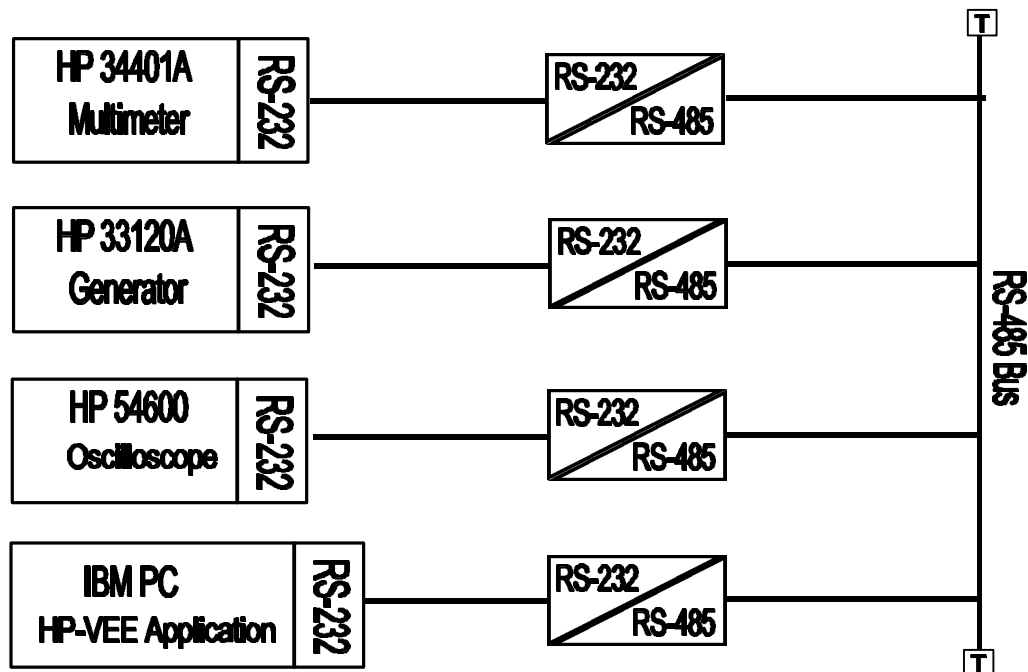 T
HP 34401A
Multimeter
RS-232
RS-232
RS-485
HP 33120A
Generator
RS-232
RS-232
RS-485
RS-485 Bus
HP 54600
Oscilloscope
RS-232
RS-232
RS-485
IBM PC
HP-VEE Application
RS-232
RS-232
RS-485
T